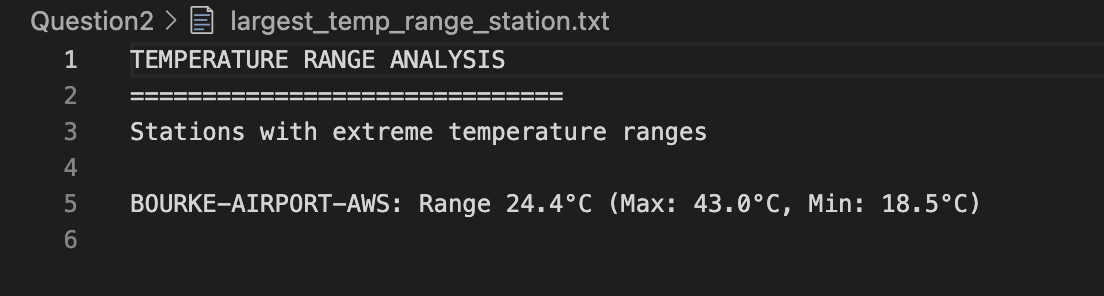 Question2 > largest_temp_range_station.txt
1 TEMPERATURE RANGE ANALYSIS
2 ==============================
3 Stations with extreme temperature ranges
4
5 BOURKE-AIRPORT-AWS: Range 24.4°C (Max: 43.0°C, Min: 18.5°C)
6